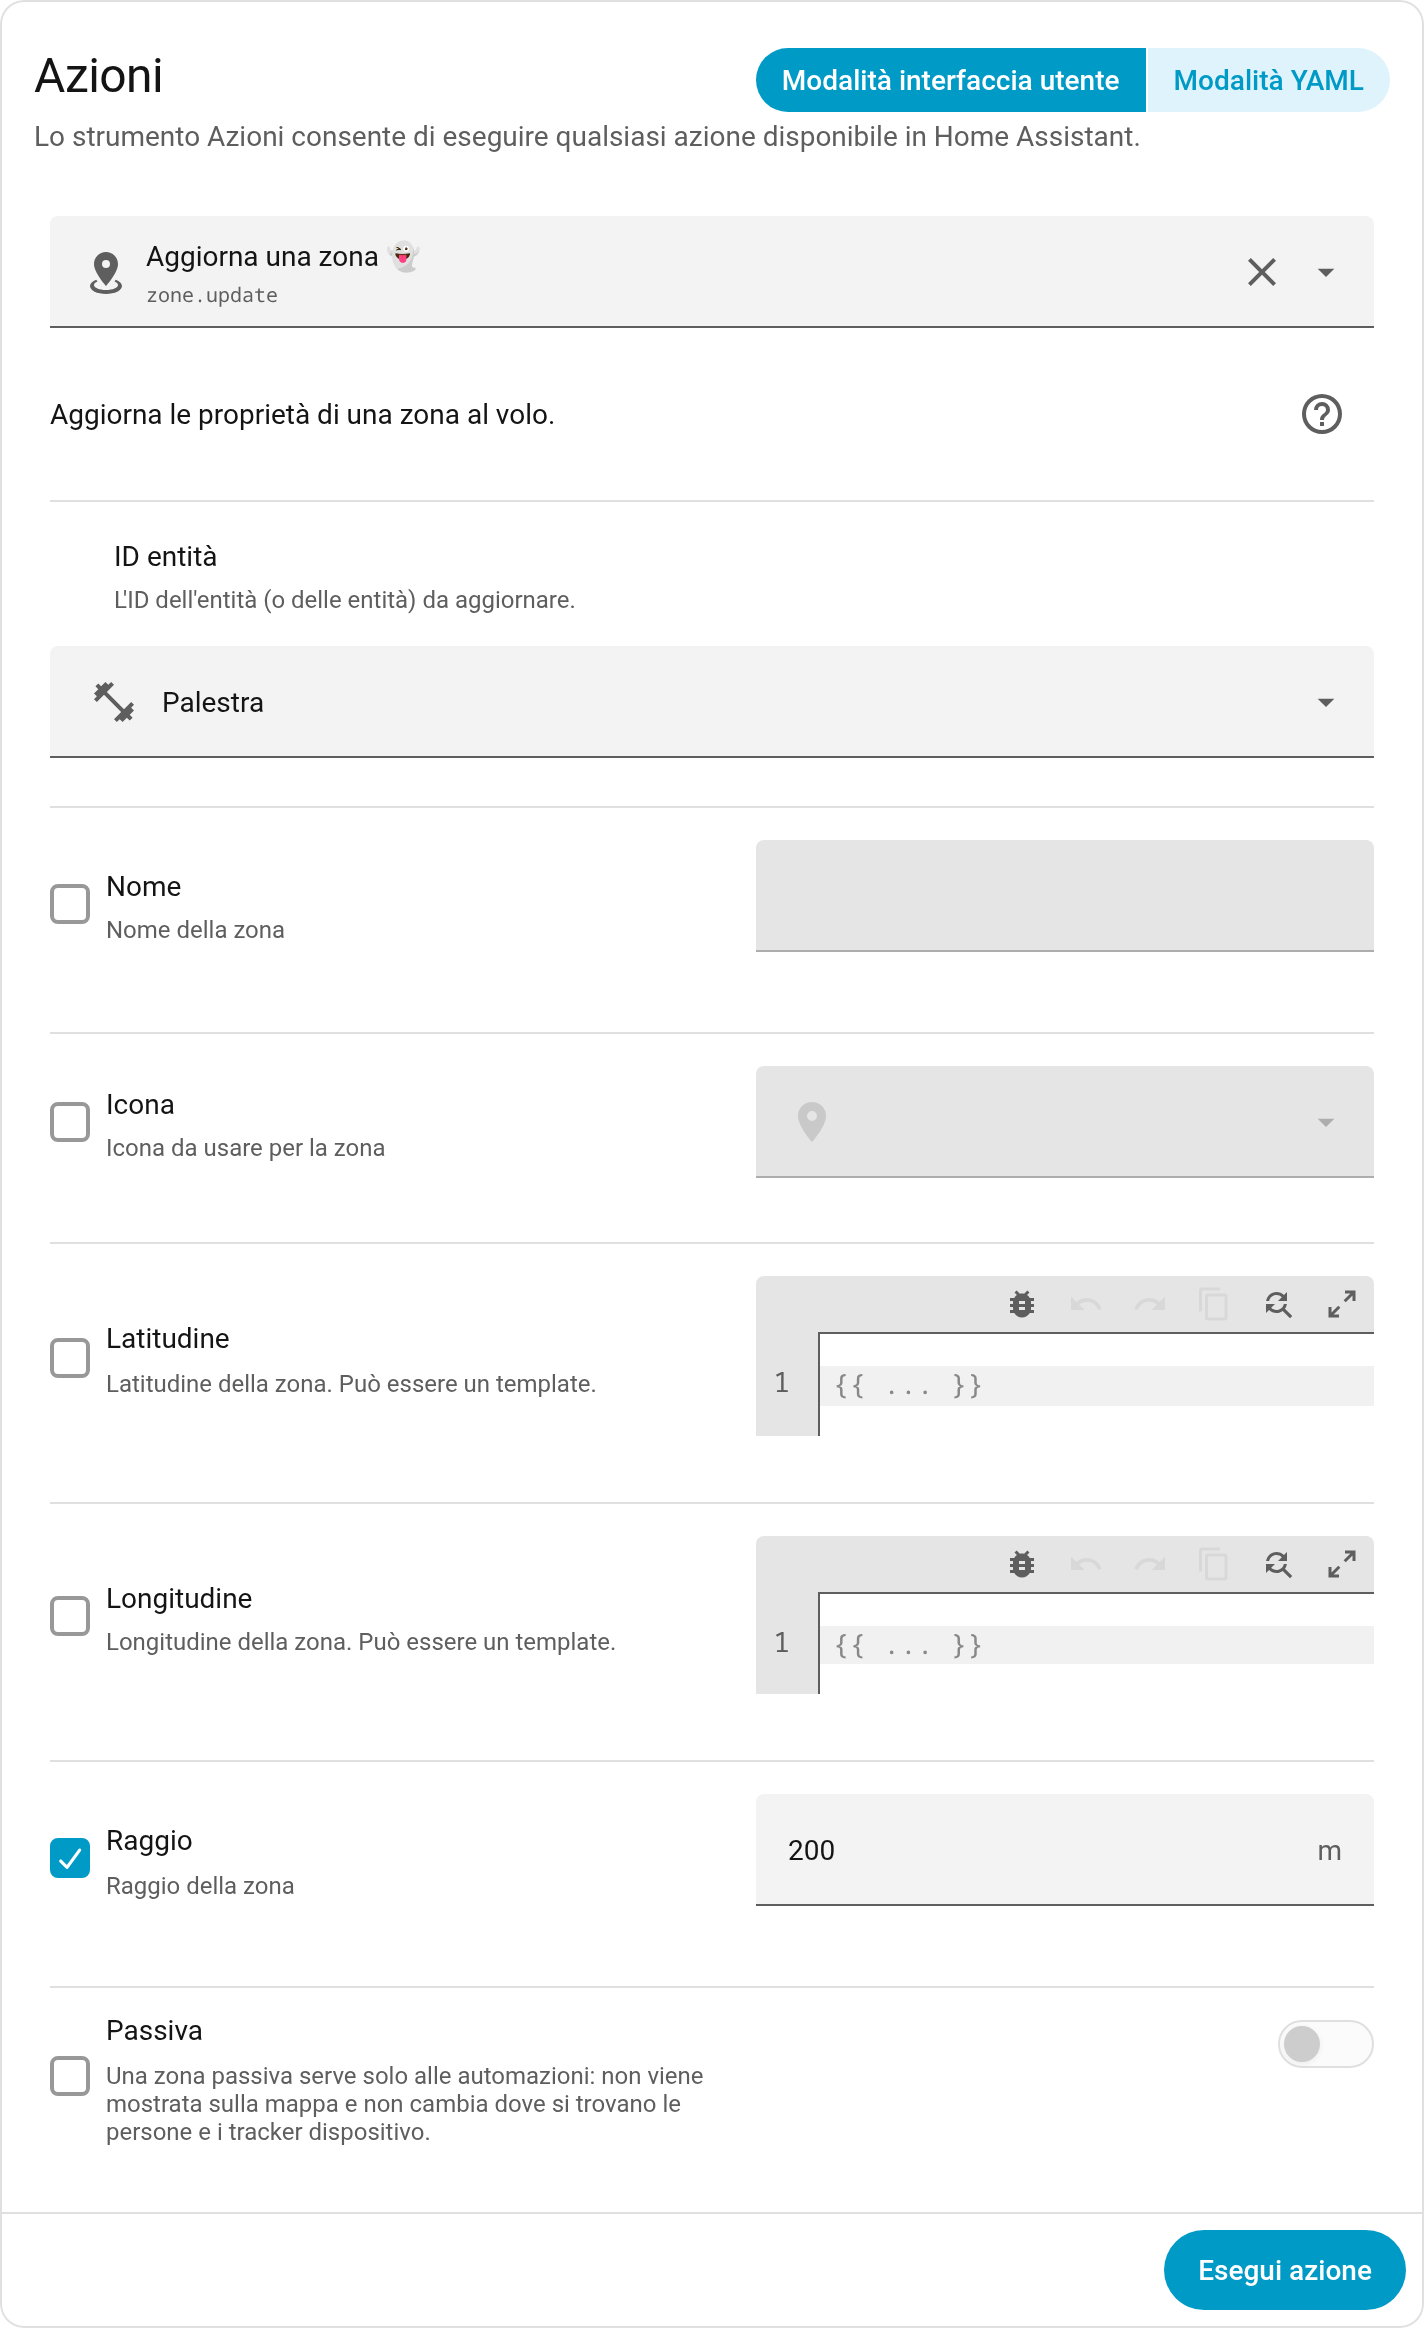 Azioni
Modalità interfaccia utente
Modalità YAML
Lo strumento Azioni consente di eseguire qualsiasi azione disponibile in Home Assistant.
Aggiorna una zona 👻
zone.update
Aggiorna le proprietà di una zona al volo.
ID entità
L'ID dell'entità (o delle entità) da aggiornare.
Palestra
Nome
Nome della zona
Icona
Icona da usare per la zona
Latitudine
Latitudine della zona. Può essere un template.
1
{{ ... }}
Longitudine
Longitudine della zona. Può essere un template.
1
{{ ... }}
Raggio
Raggio della zona
200
m
Passiva
Una zona passiva serve solo alle automazioni: non viene
mostrata sulla mappa e non cambia dove si trovano le
persone e i tracker dispositivo.
Esegui azione